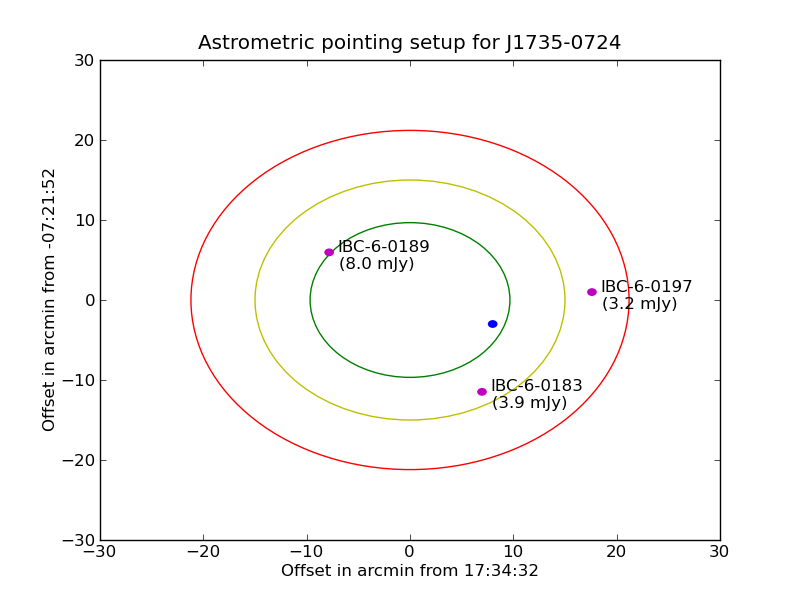 Astrometric pointing setup for J1735-0724
30
20
10
0
−10
−20
−30
Offset in arcmin from -07:21:52
IBC-6-0189
(8.0 mJy)
IBC-6-0197
(3.2 mJy)
IBC-6-0183
(3.9 mJy)
−30 −20 −10 0 10 20 30
Offset in arcmin from 17:34:32